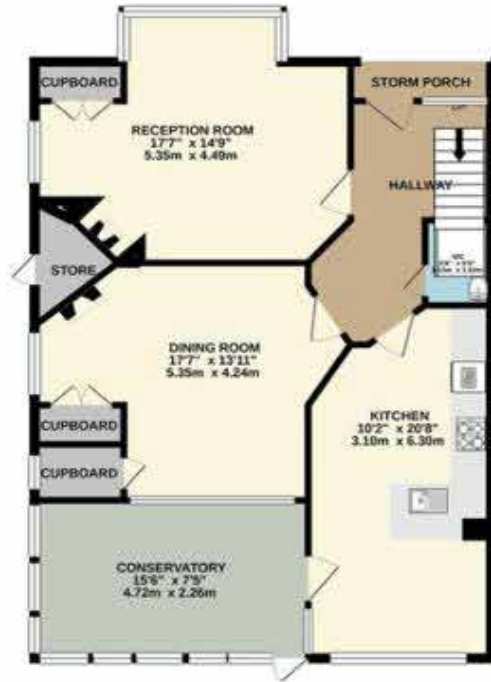 CUPBOARD
STORM PORCH
RECEPTION ROOM
17'7" x 14'9"
5.35m x 4.49m
HALLWAY
STORE
WC
DINING ROOM
17'7" x 13'11"
5.35m x 4.24m
KITCHEN
10'2" x 20'8"
3.10m x 6.30m
CUPBOARD
CUPBOARD
CONSERVATORY
15'6" x 7'5"
4.72m x 2.26m